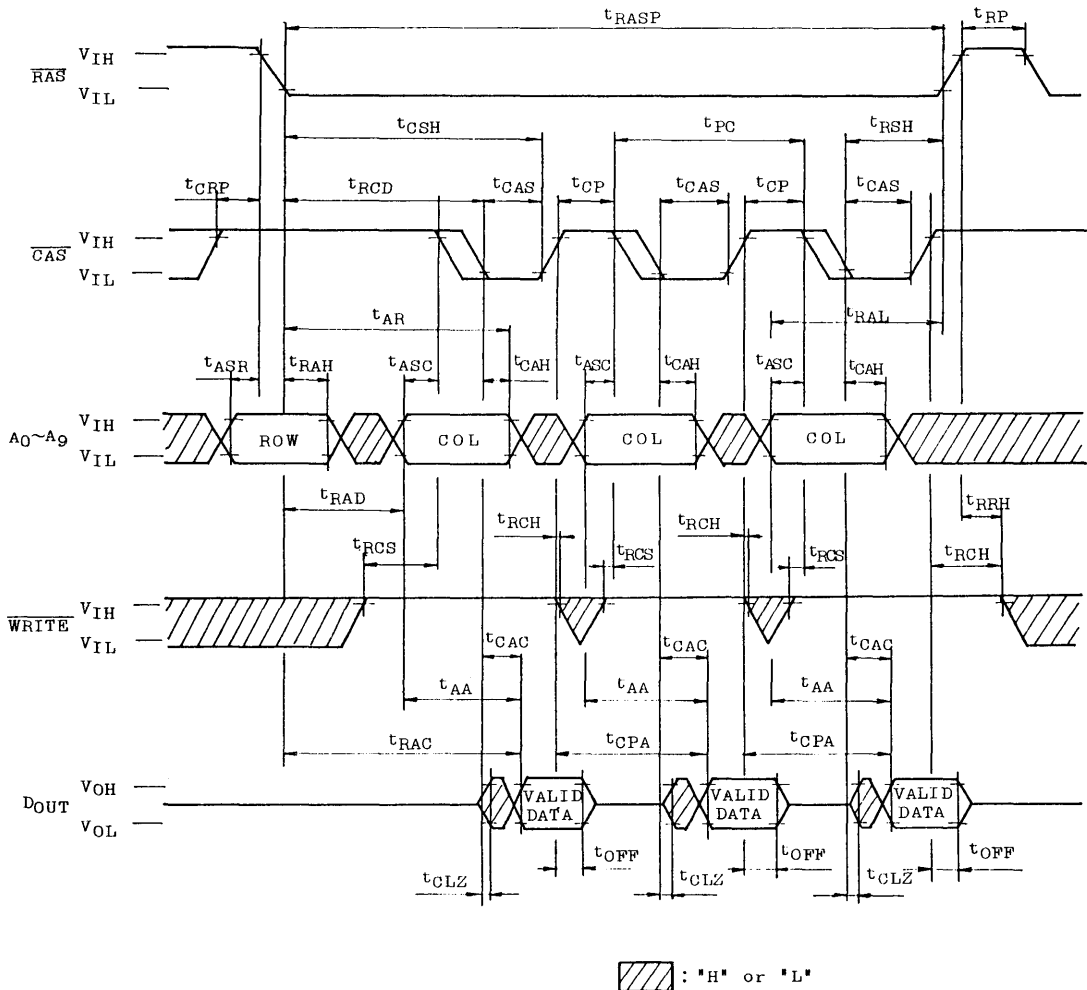 tRASP
tRP
RAS
VIH
VIL
tCSH
tPC
tRSH
tCRP
tRCD
tCAS
tCP
tCAS
tCP
tCAS
CAS
VIH
VIL
tAR
tRAL
tASR
tRAH
tASC
tCAH
tASC
tCAH
tASC
tCAH
A0~A9
VIH
VIL
ROW
COL
COL
COL
tRAD
tRCH
tRCH
tRRH
tRCS
tRCS
tRCS
tRCH
WRITE
VIH
VIL
tCAC
tCAC
tCAC
tAA
tAA
tAA
tRAC
tCPA
tCPA
DOUT
VOH
VOL
VALID
DATA
VALID
DATA
VALID
DATA
tOFF
tOFF
tOFF
tCLZ
tCLZ
tCLZ
: "H" or "L"